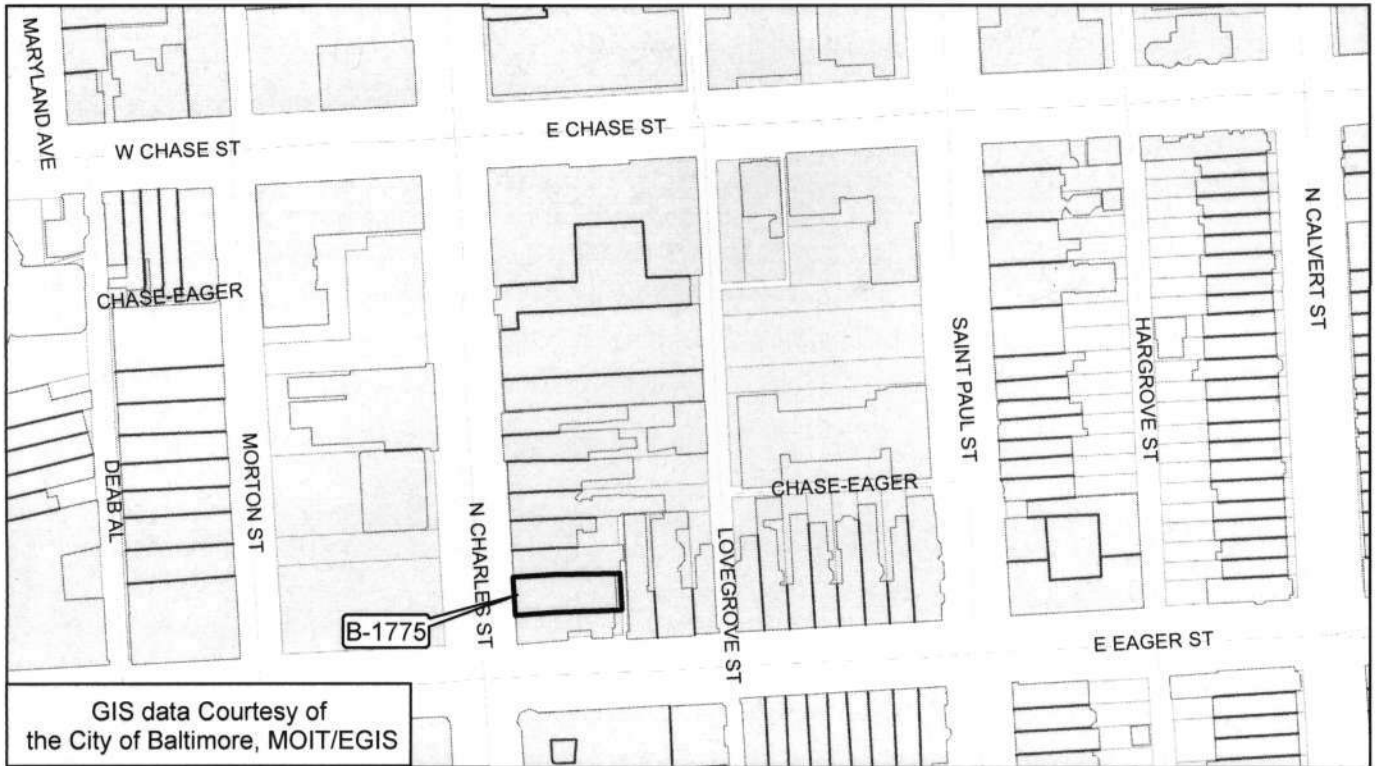 MARYLAND AVE
W CHASE ST
E CHASE ST
N CALVERT ST
CHASE-EAGER
SAINT PAUL ST
HARGROVE ST
MORTON ST
DEAB AL
CHASE-EAGER
N CHARLES ST
LOVEGROVE ST
B-1775
E EAGER ST
GIS data Courtesy of
the City of Baltimore, MOIT/EGIS